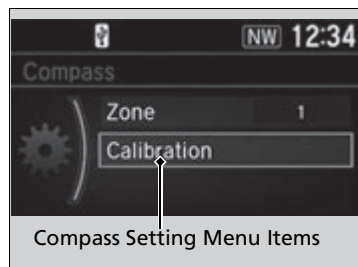 NW 12:34
Compass
Zone 1
Calibration
Compass Setting Menu Items